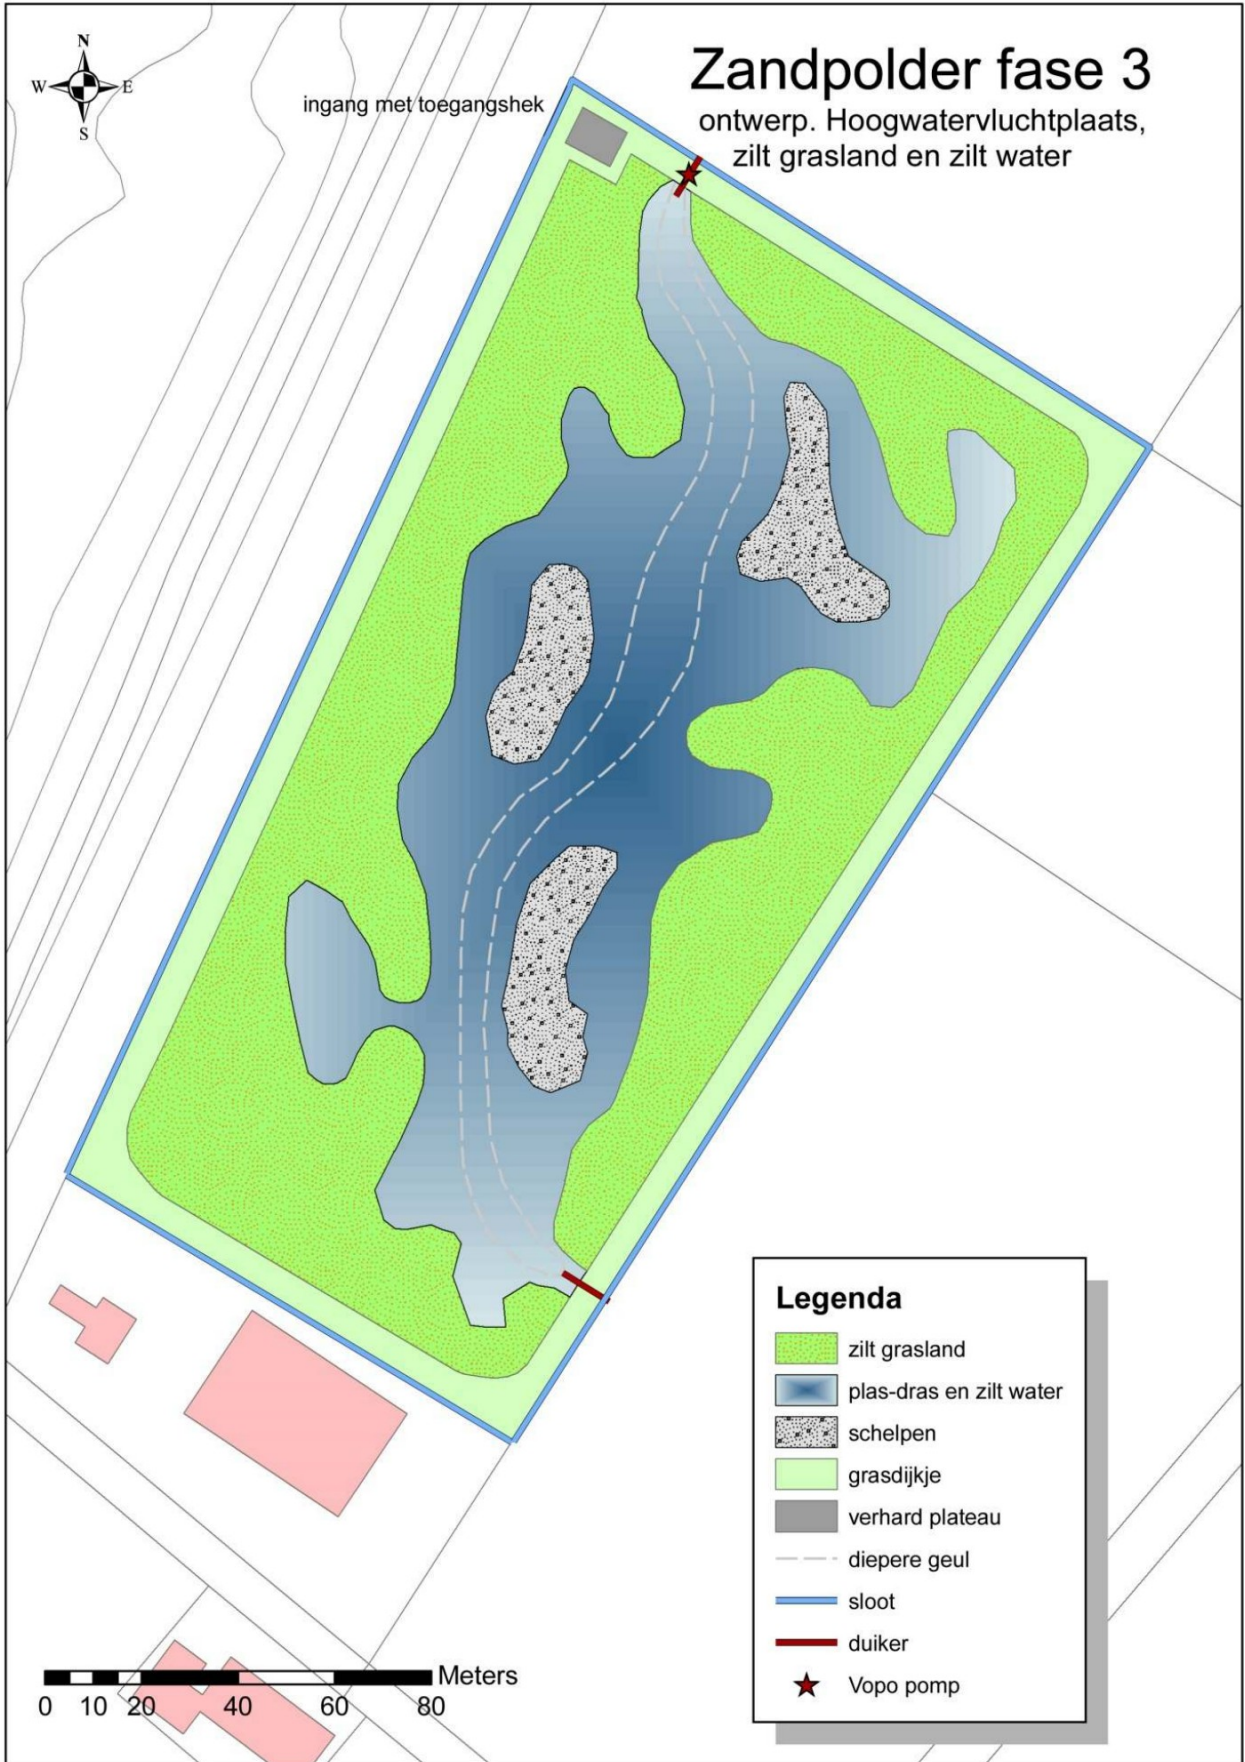 N
W E
S
Zandpolder fase 3
ontwerp. Hoogwatervluchtplaats,
zilt grasland en zilt water
ingang met toegangshek
Legenda
zilt grasland
plas-dras en zilt water
schelpen
grasdijkje
verhard plateau
diepere geul
sloot
duiker
Vopo pomp
Meters
0 10 20 40 60 80